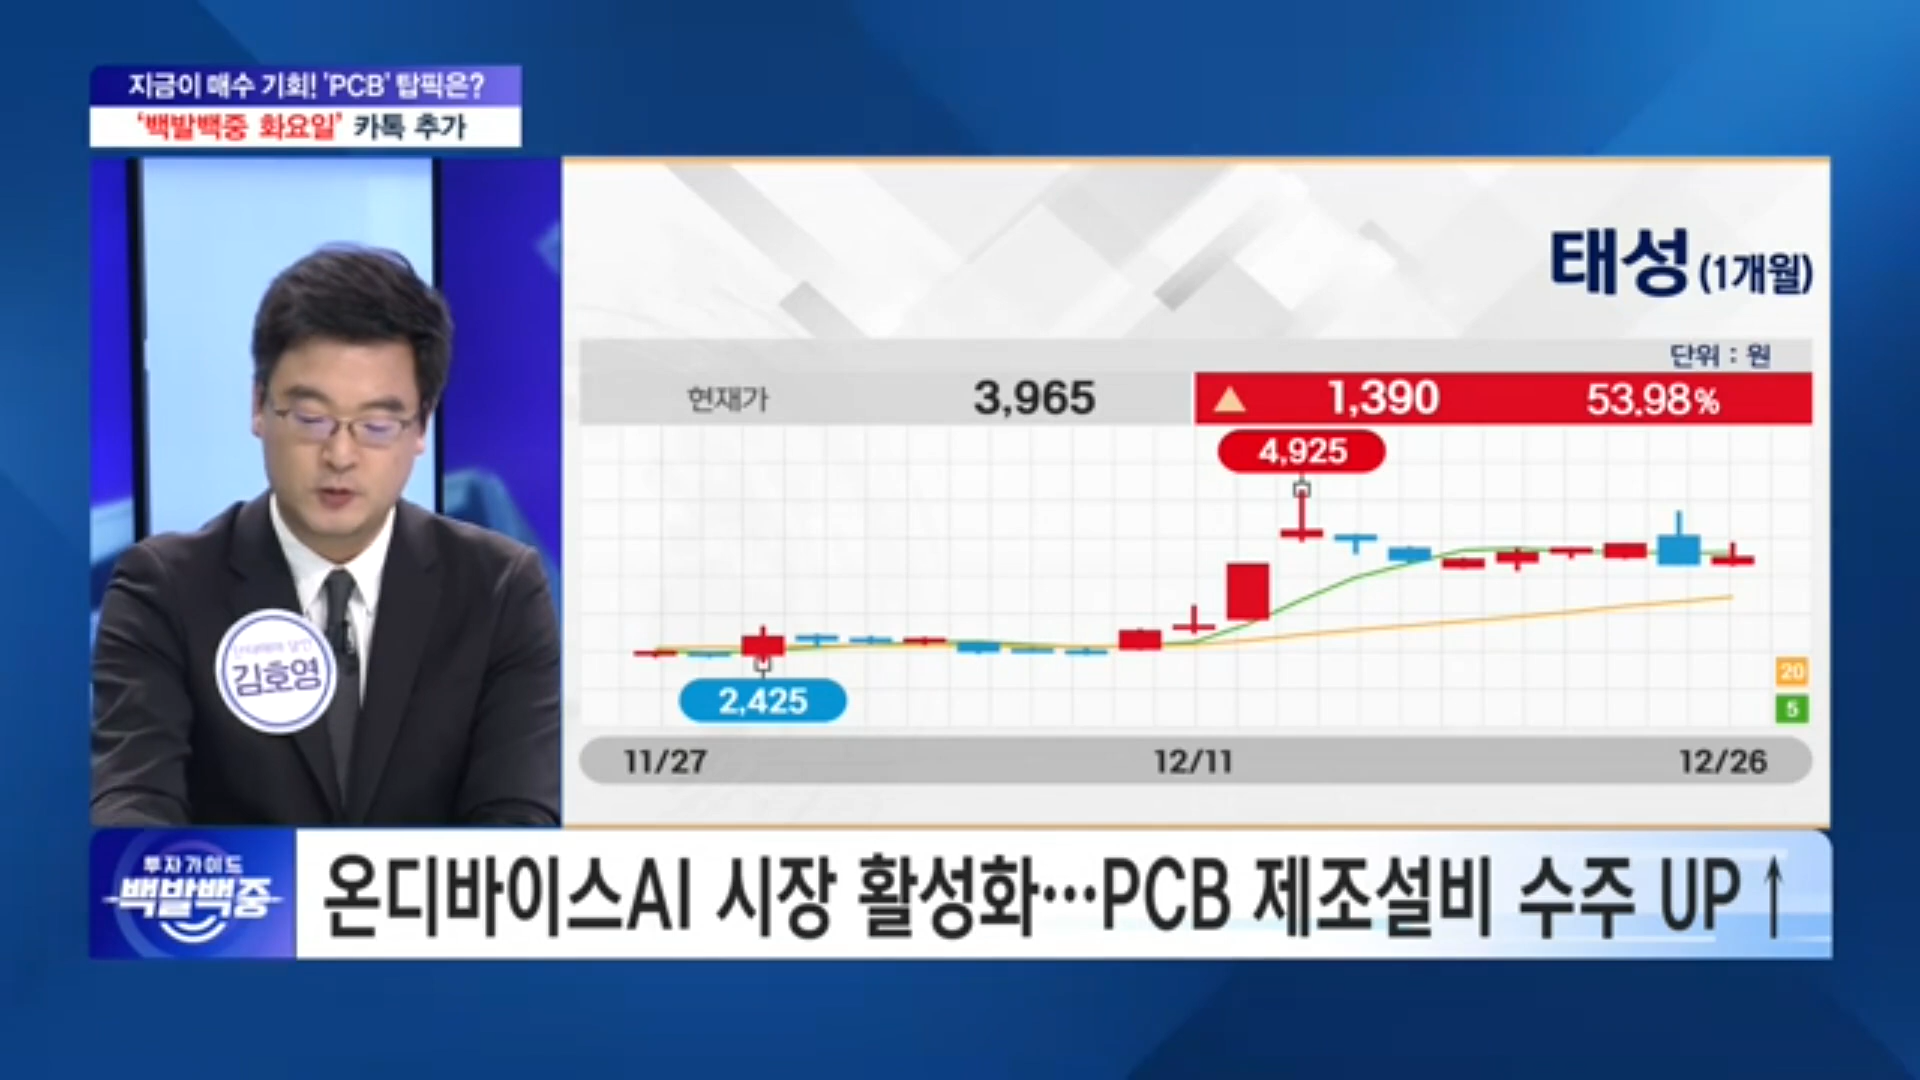 지금이 매수 기회! 'PCB' 탑픽은?
'백발백중 화요일' 카톡 추가
태성 (1개월)
단위 : 원
현재가 3,965 ▲ 1,390 53.98%
4,925
2,425
20
5
11/27 12/11 12/26
김호영
투자가이드
백발백중
온디바이스AI 시장 활성화…PCB 제조설비 수주 UP↑